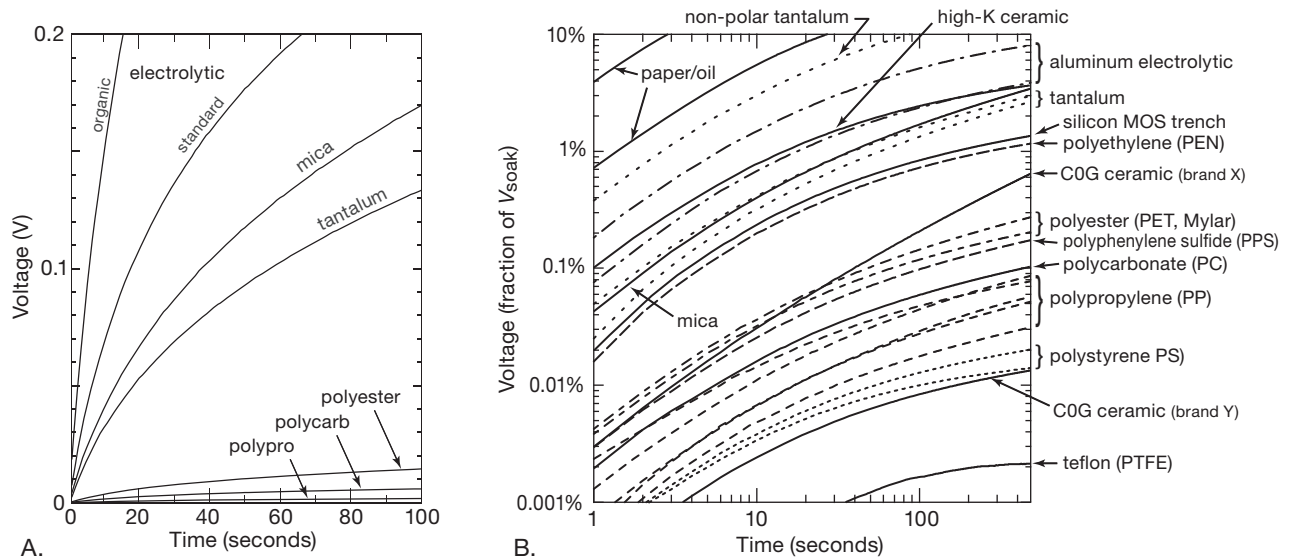 0.2
0.1
0
Voltage (V)
organic
electrolytic
standard
mica
tantalum
polyester
polycarb
polypro
0 20 40 60 80 100
Time (seconds)
A.
10%
1%
0.1%
0.01%
0.001%
Voltage (fraction of Vsoak)
non-polar tantalum
high-K ceramic
paper/oil
mica
aluminum electrolytic
tantalum
silicon MOS trench
polyethylene (PEN)
C0G ceramic (brand X)
polyester (PET, Mylar)
polyphenylene sulfide (PPS)
polycarbonate (PC)
polypropylene (PP)
polystyrene PS)
C0G ceramic (brand Y)
teflon (PTFE)
1 10 100
Time (seconds)
B.